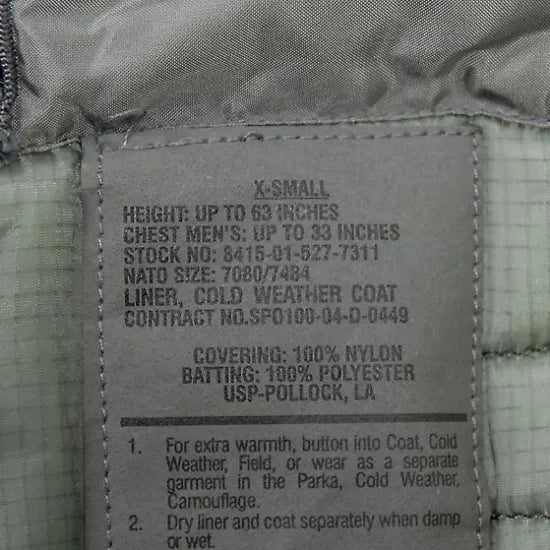 X-SMALL
HEIGHT: UP TO 63 INCHES
CHEST MEN'S: UP TO 33 INCHES
STOCK NO: 8415-01-527-7311
NATO SIZE: 7080/7484
LINER, COLD WEATHER COAT
CONTRACT NO.SPO100-04-D-0449
COVERING: 100% NYLON
BATTING: 100% POLYESTER
USP-POLLOCK, LA
1. For extra warmth, button into Coat, Cold
Weather, Field, or wear as a separate
garment in the Parka, Cold Weather,
Camouflage.
2. Dry liner and coat separately when damp
or wet.